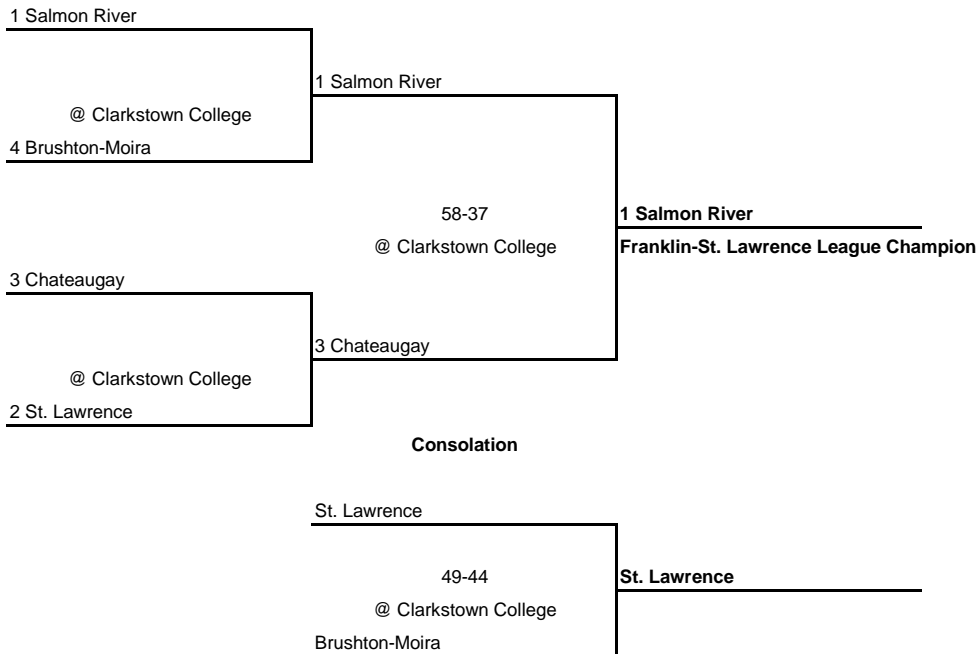 1 Salmon River
1 Salmon River
@ Clarkstown College
4 Brushton-Moira
58-37
1 Salmon River
@ Clarkstown College
Franklin-St. Lawrence League Champion
3 Chateaugay
3 Chateaugay
@ Clarkstown College
2 St. Lawrence
Consolation
St. Lawrence
49-44
St. Lawrence
@ Clarkstown College
Brushton-Moira